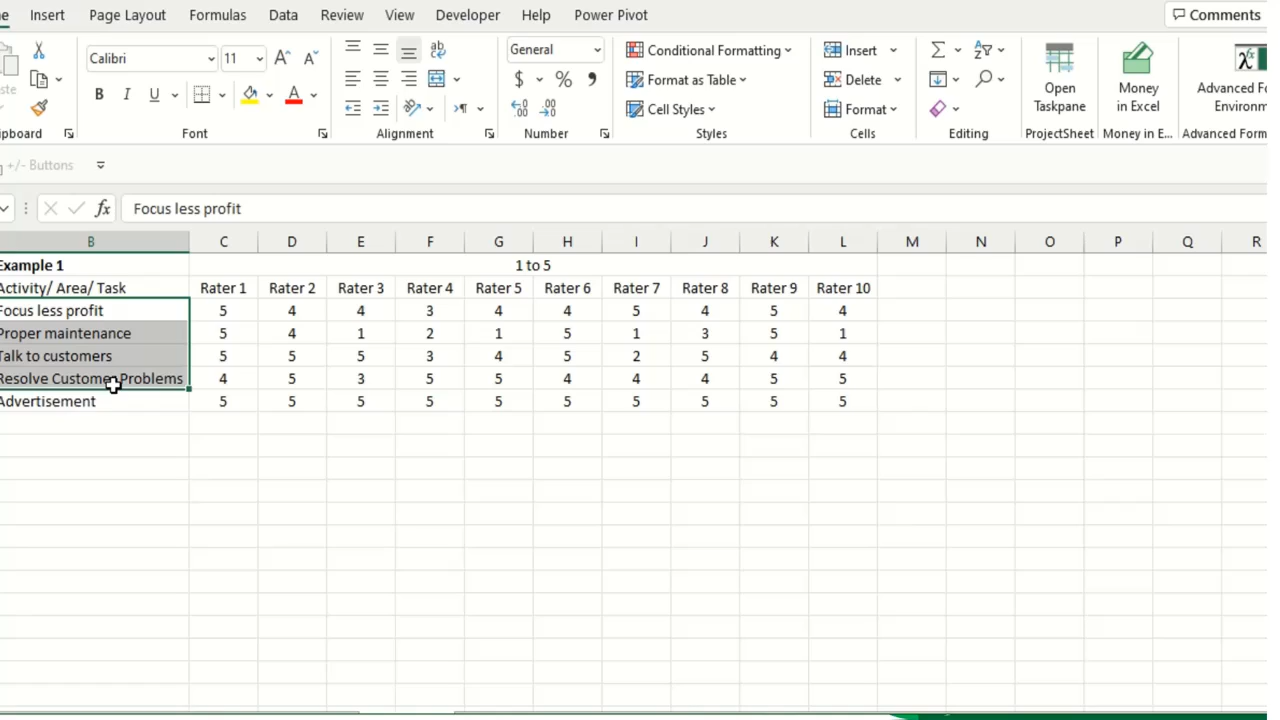 Insert Page Layout Formulas Data Review View Developer Help Power Pivot Comments
Calibri 11 General Conditional Formatting Insert
$ % Format as Table Delete Open Money Advanced Fo
B I U A Cell Styles Format Taskpane in Excel Environm
Font Alignment Number Styles Cells Editing ProjectSheet Money in E... Advanced Form
+/- Buttons
fx Focus less profit
B C D E F G H I J K L M N O P Q R
Example 1 1 to 5
Activity/ Area/ Task Rater 1 Rater 2 Rater 3 Rater 4 Rater 5 Rater 6 Rater 7 Rater 8 Rater 9 Rater 10
Focus less profit 5 4 4 3 4 4 5 4 5 4
Proper maintenance 5 4 1 2 1 5 1 3 5 1
Talk to customers 5 5 5 3 4 5 2 5 4 4
Resolve Customer Problems 4 5 3 5 5 4 4 4 5 5
Advertisement 5 5 5 5 5 5 5 5 5 5